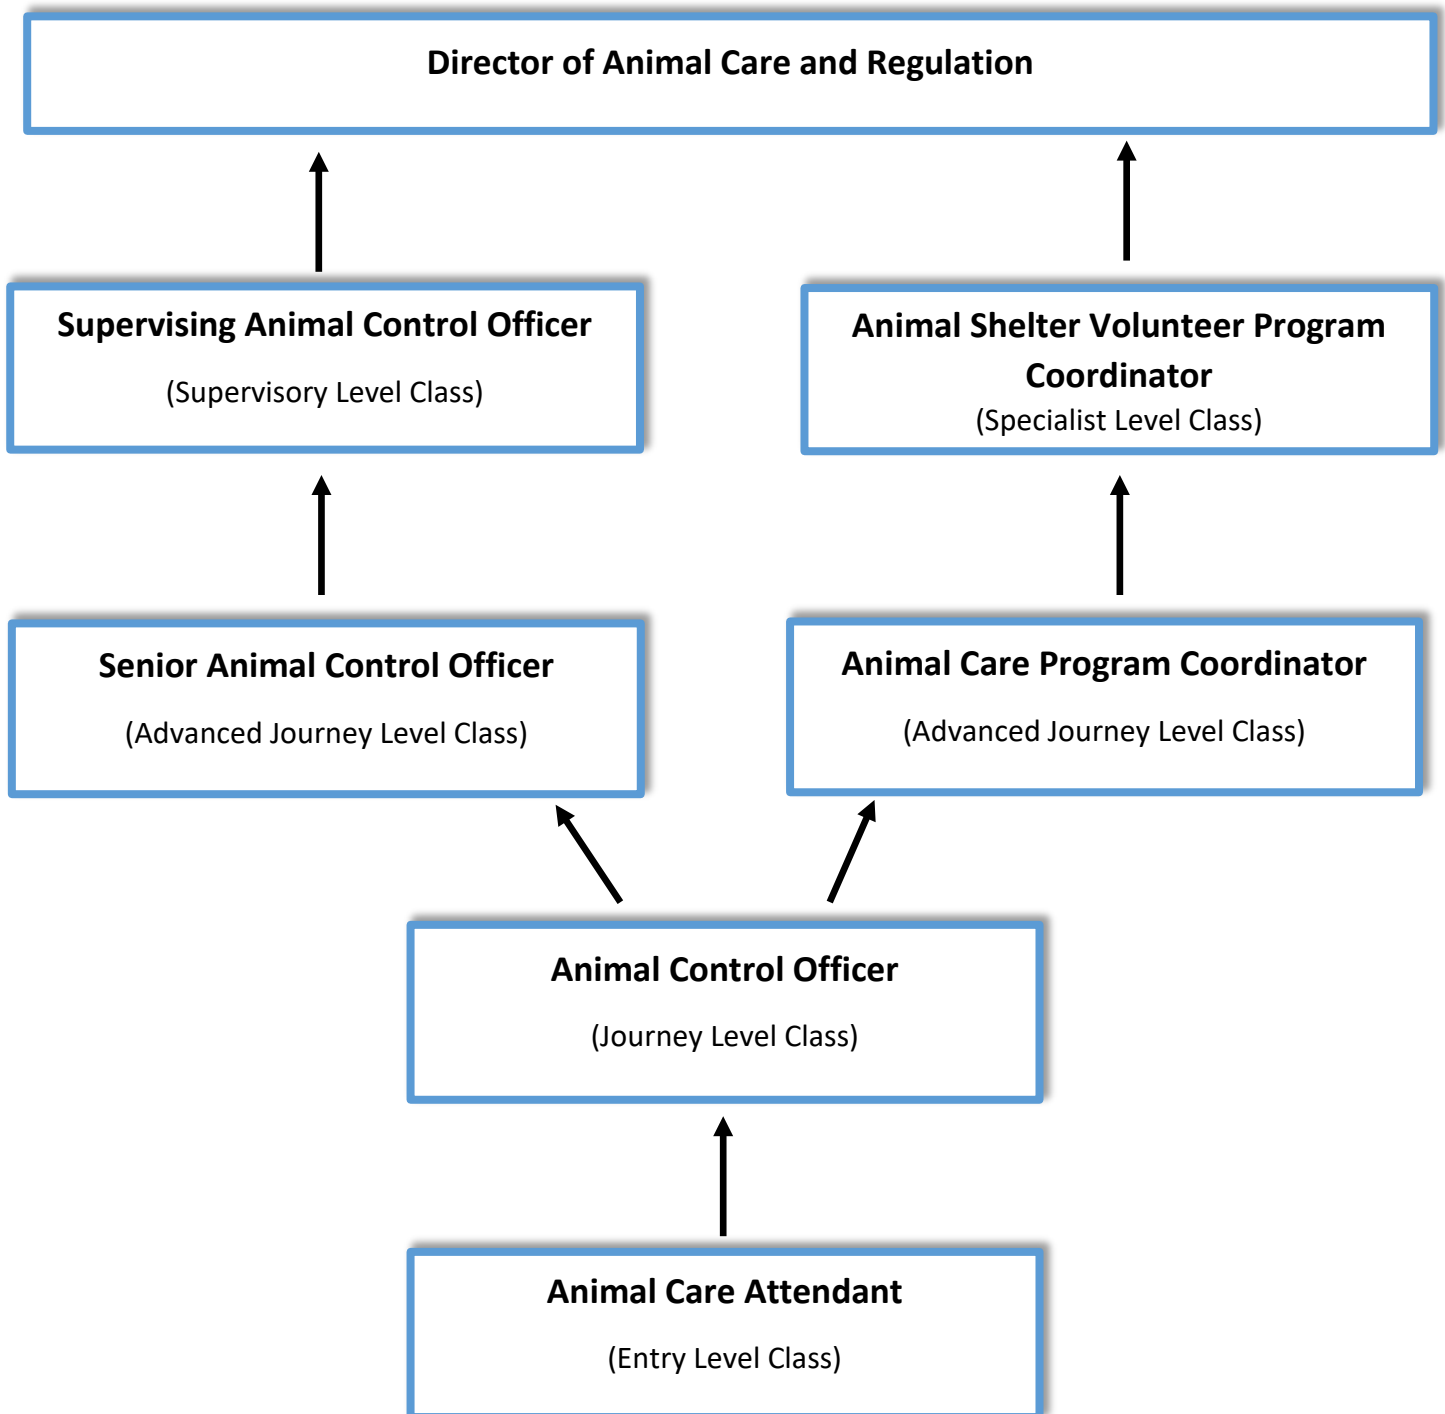 Director of Animal Care and Regulation
Supervising Animal Control Officer
(Supervisory Level Class)
Animal Shelter Volunteer Program
Coordinator
(Specialist Level Class)
Senior Animal Control Officer
(Advanced Journey Level Class)
Animal Care Program Coordinator
(Advanced Journey Level Class)
Animal Control Officer
(Journey Level Class)
Animal Care Attendant
(Entry Level Class)